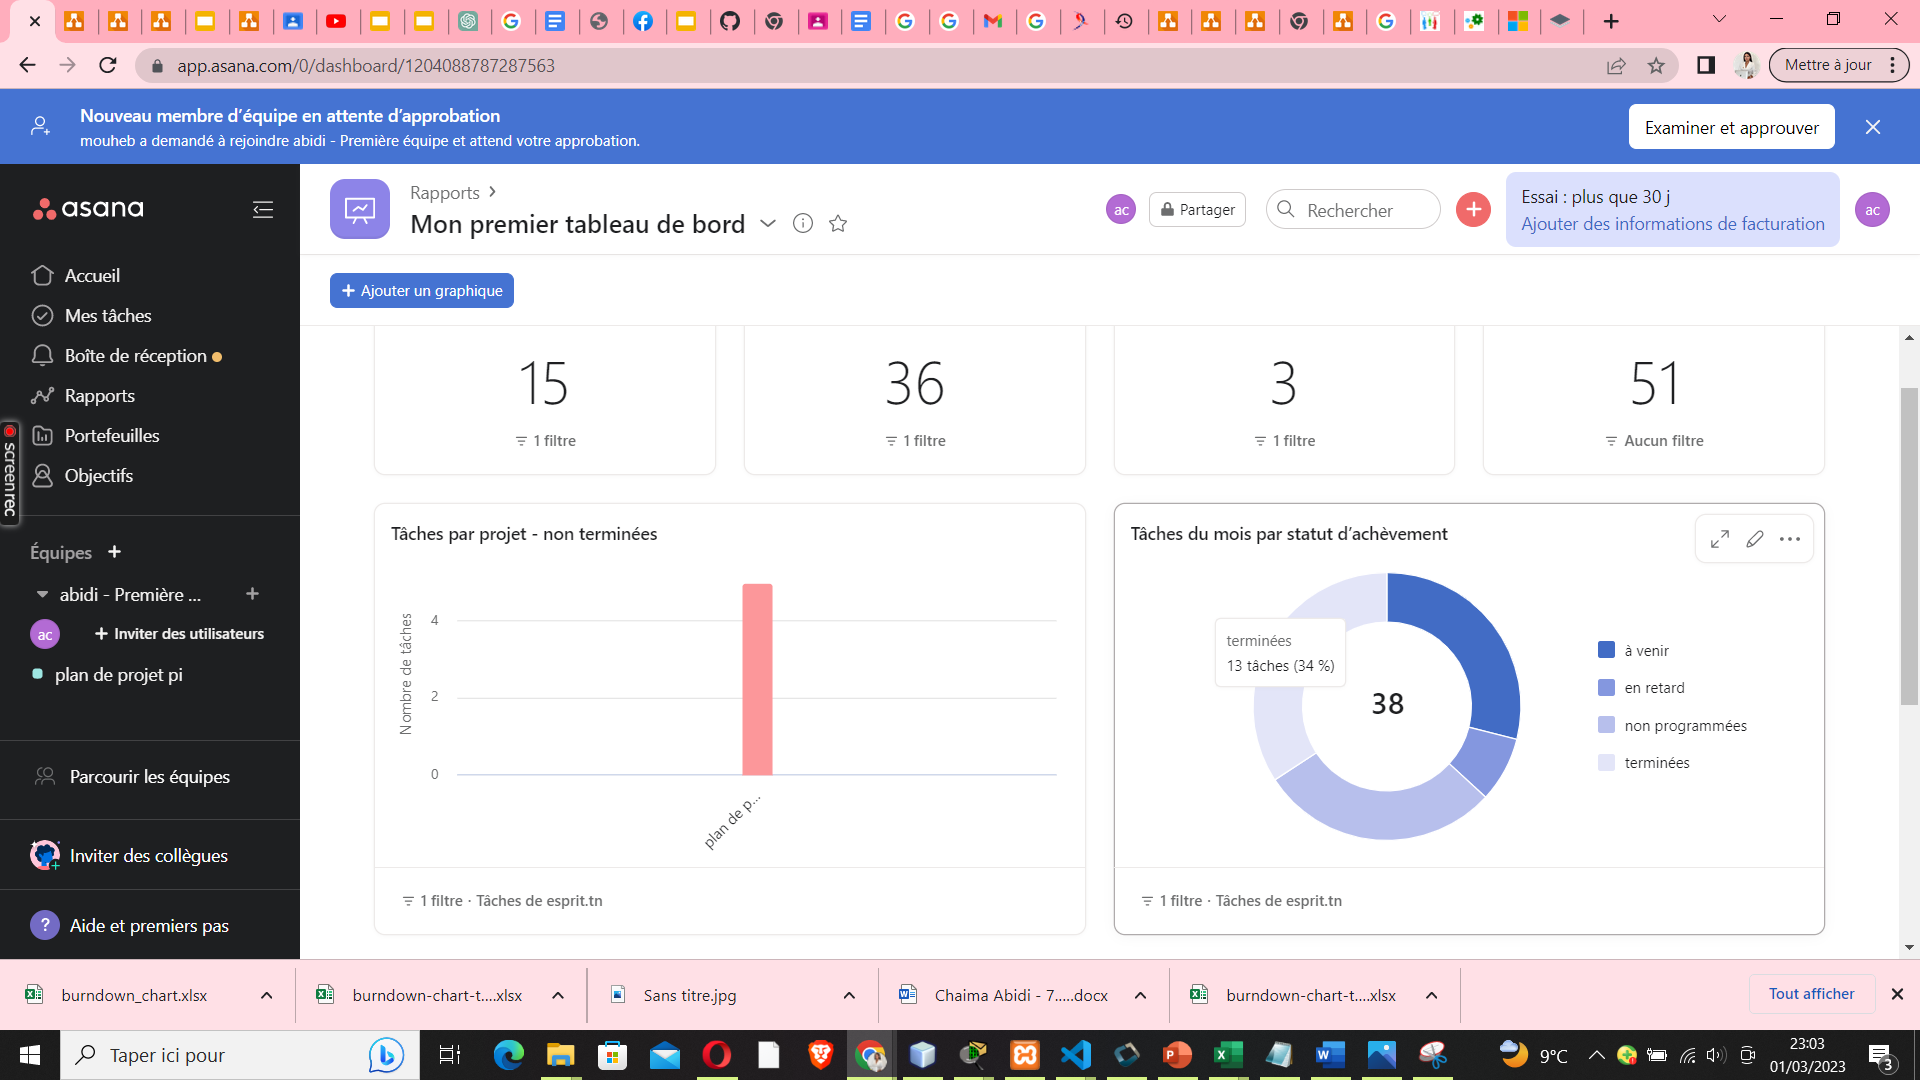 app.asana.com/0/dashboard/1204088787287563
Mettre à jour
Nouveau membre d’équipe en attente d’approbation
mouheb a demandé à rejoindre abidi - Première équipe et attend votre approbation.
Examiner et approuver
asana
Accueil
Mes tâches
Boîte de réception
Rapports
Portefeuilles
Objectifs
screenrec
Équipes +
abidi - Première ...
ac
+ Inviter des utilisateurs
plan de projet pi
Parcourir les équipes
Inviter des collègues
? Aide et premiers pas
Rapports >
Mon premier tableau de bord
ac
Partager
Rechercher
Essai : plus que 30 j
Ajouter des informations de facturation
ac
+ Ajouter un graphique
15
1 filtre
36
1 filtre
3
1 filtre
51
Aucun filtre
Tâches par projet - non terminées
Nombre de tâches
4
2
0
plan de p...
1 filtre · Tâches de esprit.tn
Tâches du mois par statut d’achèvement
terminées
13 tâches (34 %)
38
à venir
en retard
non programmées
terminées
1 filtre · Tâches de esprit.tn
burndown_chart.xlsx
burndown-chart-t....xlsx
Sans titre.jpg
Chaima Abidi - 7.....docx
burndown-chart-t....xlsx
Tout afficher
Taper ici pour
9°C
23:03
01/03/2023
3